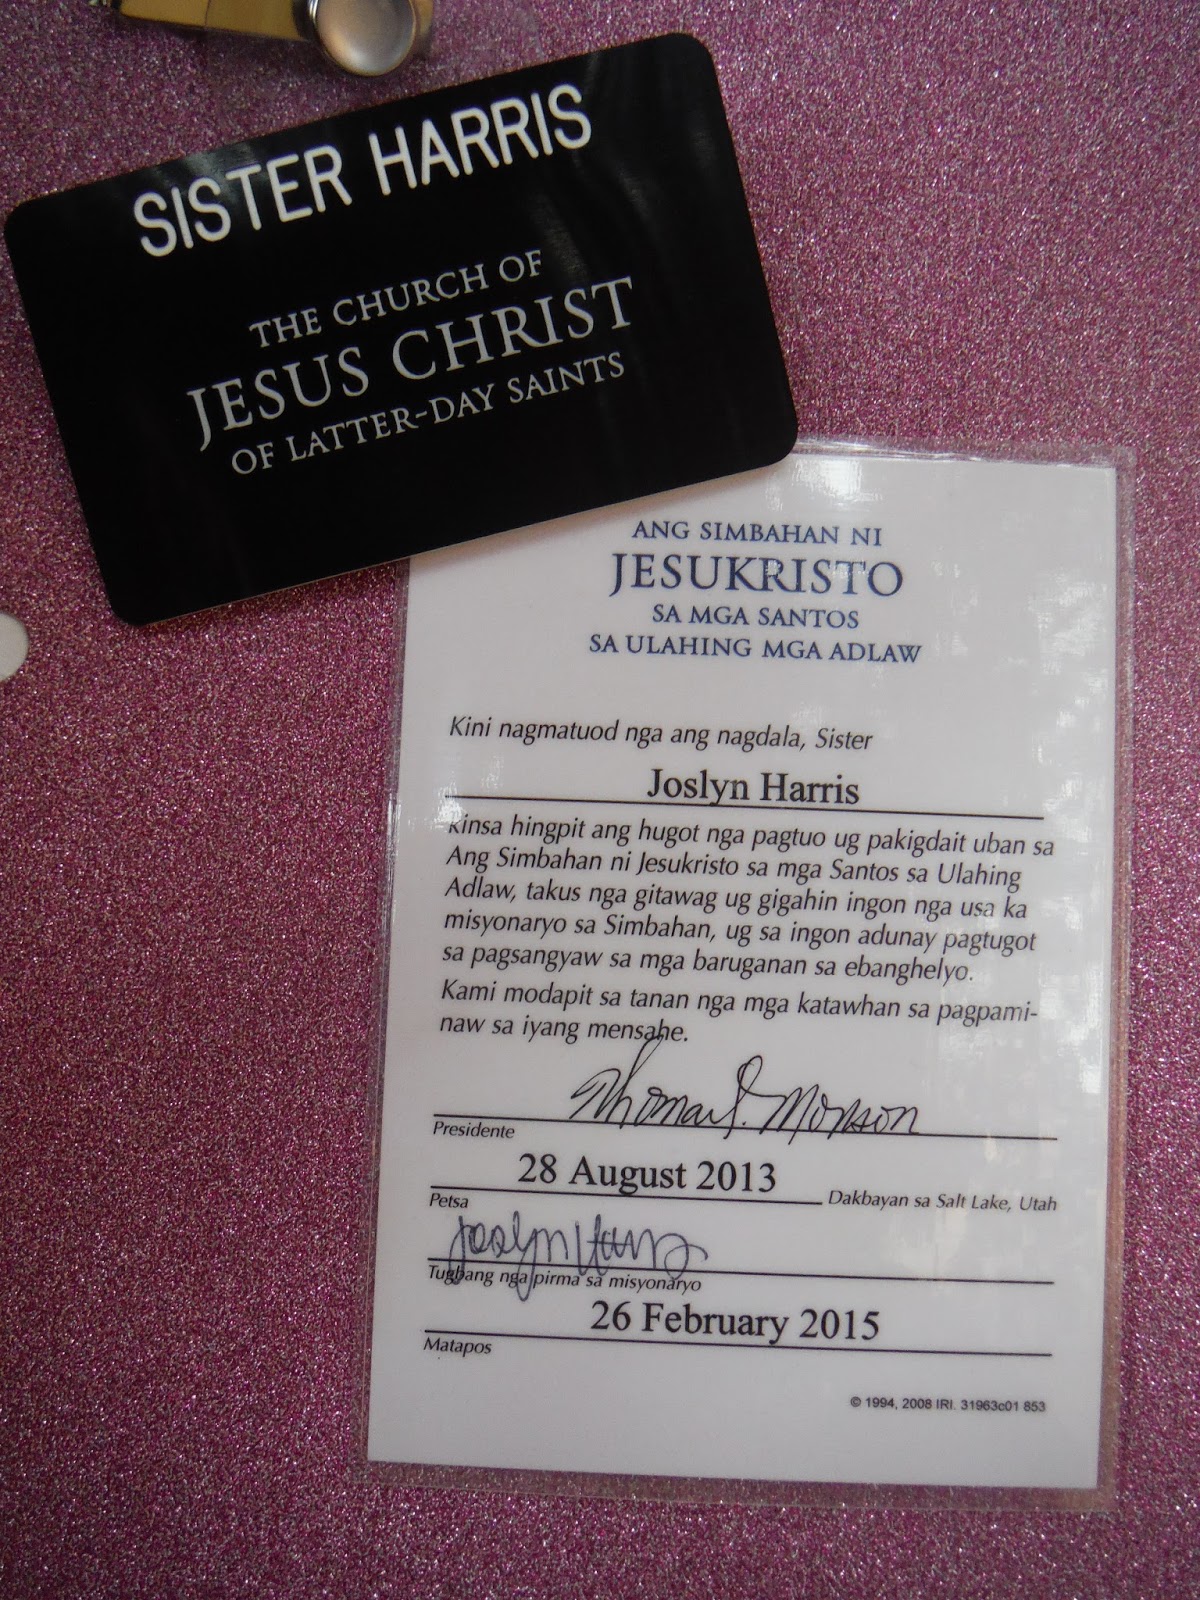 SISTER HARRIS
THE CHURCH OF
JESUS CHRIST
OF LATTER-DAY SAINTS
ANG SIMBAHAN NI
JESUKRISTO
SA MGA SANTOS
SA ULAHING MGA ADLAW
Kini nagmatuod nga ang nagdala, Sister
Joslyn Harris
kinsa hingpit ang hugot nga pagtuo ug pakigdait uban sa
Ang Simbahan ni Jesukristo sa mga Santos sa Ulahing
Adlaw, takus nga gitawag ug gigahin ingon nga usa ka
misyonaryo sa Simbahan, ug sa ingon adunay pagtugot
sa pagsangyaw sa mga baruganan sa ebanghelyo.
Kami modapit sa tanan nga mga katawhan sa pagpami-
naw sa iyang mensahe.
Thomas S. Monson
Presidente
28 August 2013
Petsa Dakbayan sa Salt Lake, Utah
Joslyn Harris
Tugbang nga pirma sa misyonaryo
26 February 2015
Matapos
© 1994, 2008 IRI. 31963c01 853